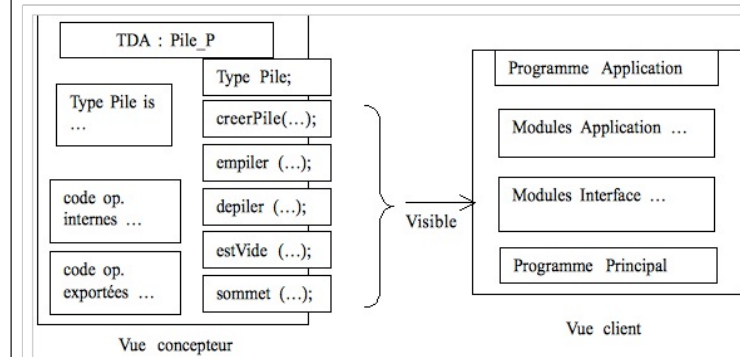 TDA : Pile_P
Type Pile;
Type Pile is
...
creerPile(...);
empiler (...);
depiler (...);
estVide (...);
sommet (...);
code op.
internes ...
code op.
exportées ...
Vue concepteur
Visible
Programme Application
Modules Application ...
Modules Interface ...
Programme Principal
Vue client